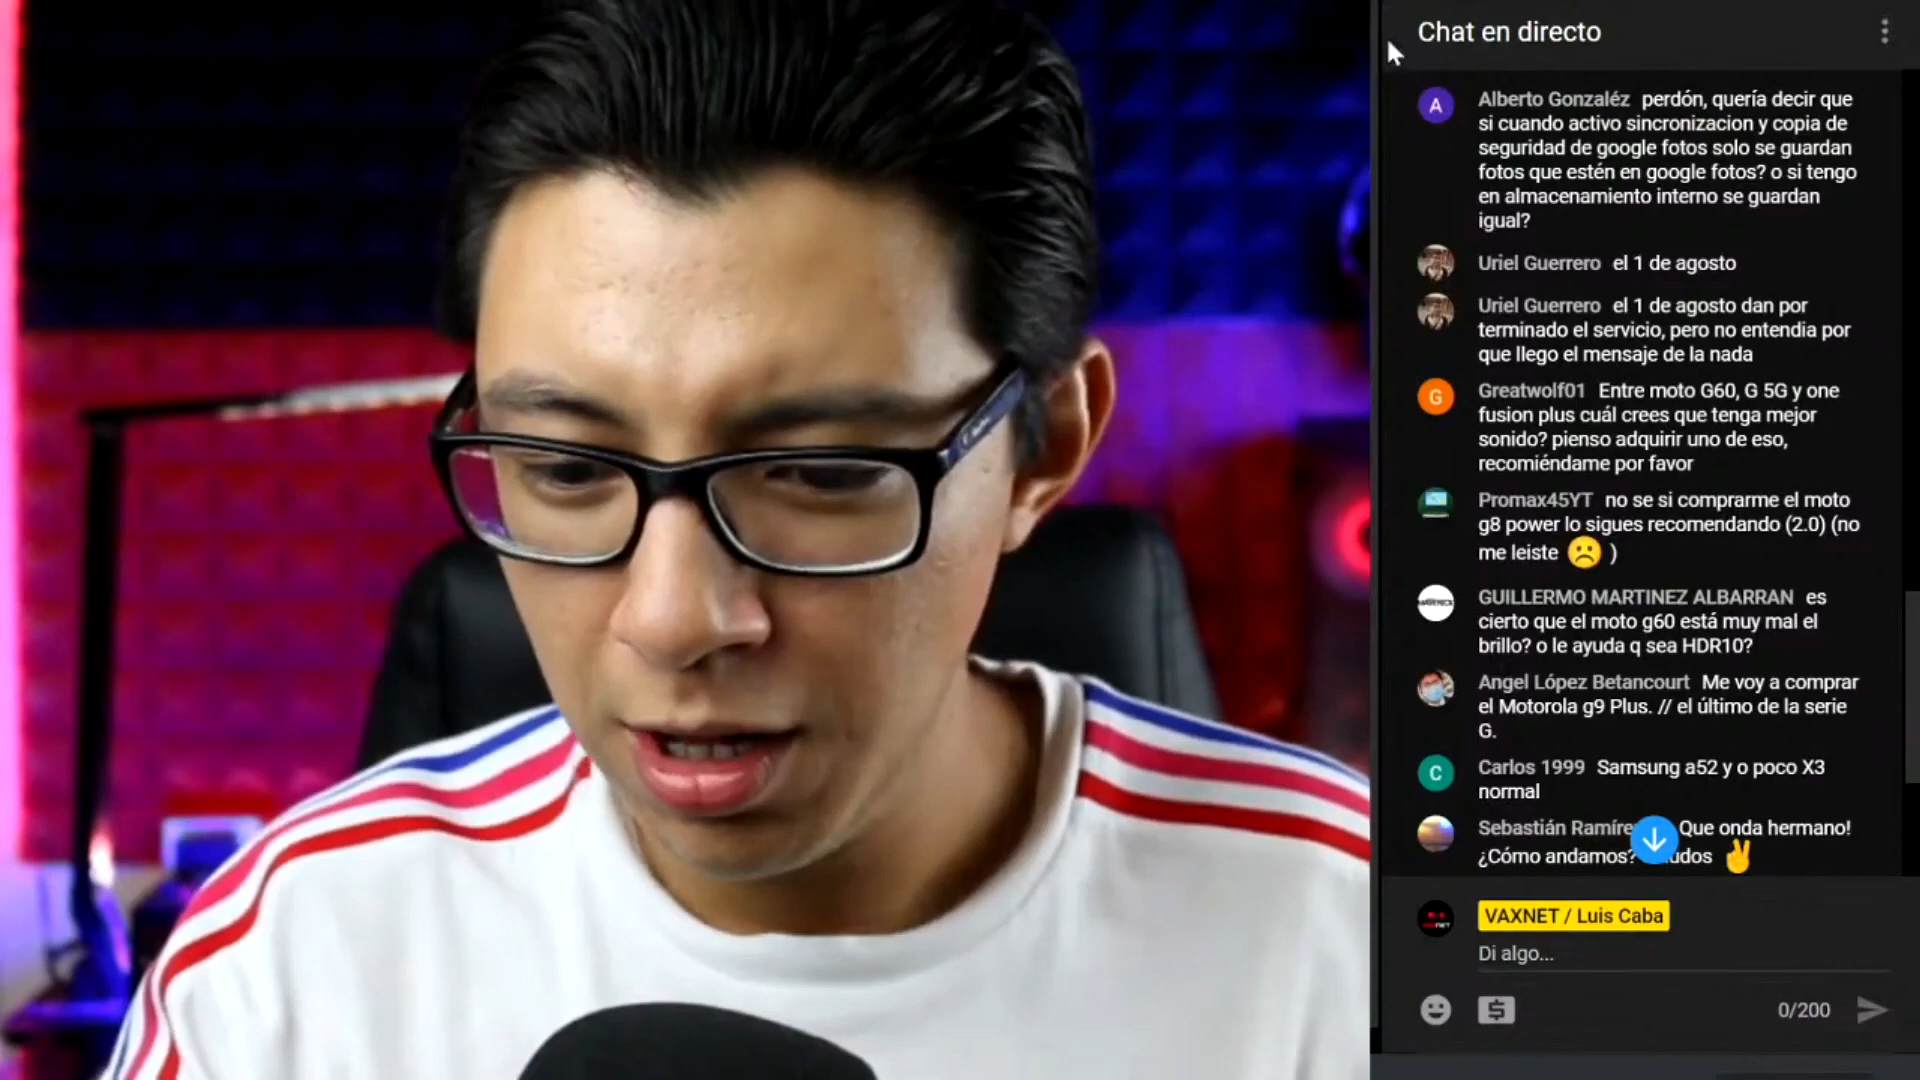 Chat en directo
A
Alberto Gonzaléz perdón, quería decir que
si cuando activo sincronizacion y copia de
seguridad de google fotos solo se guardan
fotos que estén en google fotos? o si tengo
en almacenamiento interno se guardan
igual?
Uriel Guerrero el 1 de agosto
Uriel Guerrero el 1 de agosto dan por
terminado el servicio, pero no entendia por
que llego el mensaje de la nada
G
Greatwolf01 Entre moto G60, G 5G y one
fusion plus cuál crees que tenga mejor
sonido? pienso adquirir uno de eso,
recomiéndame por favor
Promax45YT no se si comprarme el moto
g8 power lo sigues recomendando (2.0) (no
me leiste ☹️ )
GUILLERMO MARTINEZ ALBARRAN es
cierto que el moto g60 está muy mal el
brillo? o le ayuda q sea HDR10?
Angel López Betancourt Me voy a comprar
el Motorola g9 Plus. // el último de la serie
G.
C
Carlos 1999 Samsung a52 y o poco X3
normal
Sebastián Que onda hermano!
¿Cómo andamos? ✌️
VAXNET / Luis Caba
Di algo...
0/200